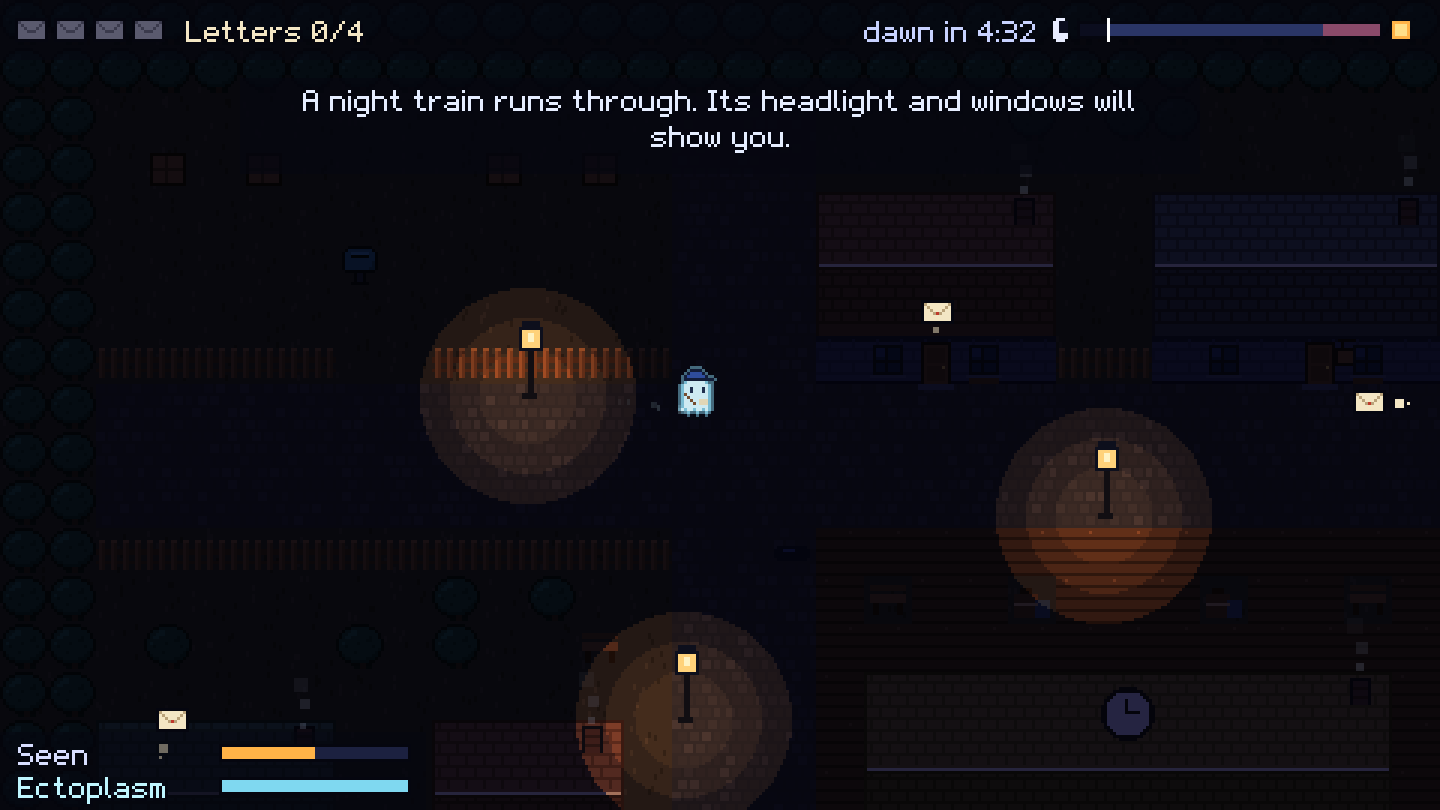 Letters 0/4
dawn in 4:32
A night train runs through. Its headlight and windows will
show you.
Seen
Ectoplasm